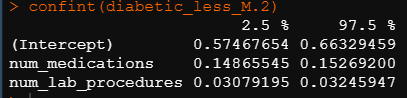 > confint(diabetic_less_M.2)
2.5 % 97.5 %
(Intercept) 0.57467654 0.66329459
num_medications 0.14865545 0.15269200
num_lab_procedures 0.03079195 0.03245947